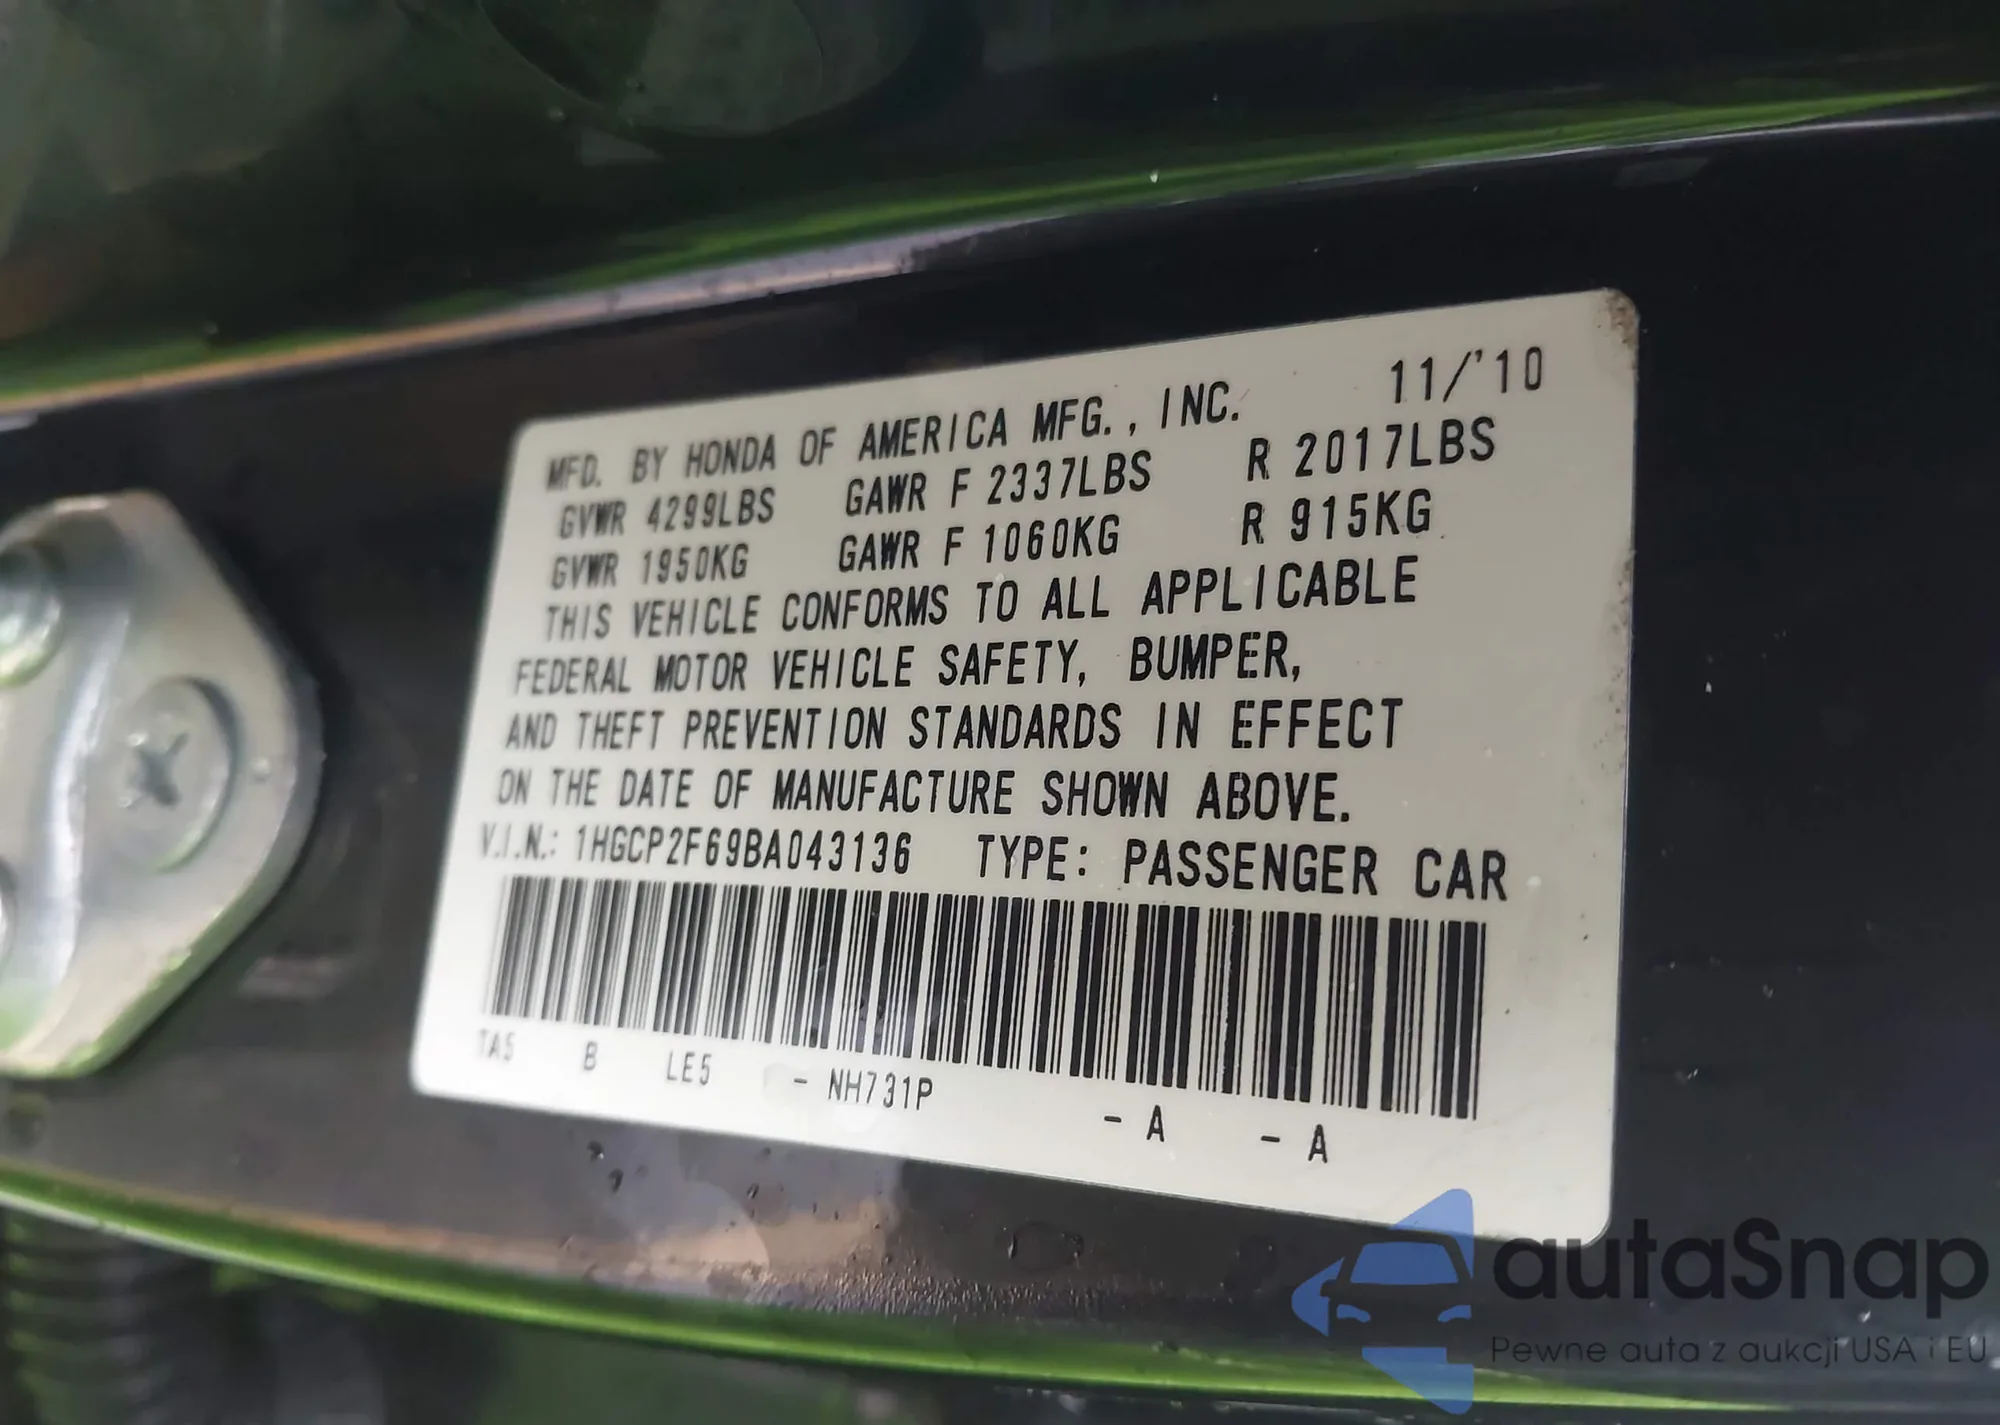 MFD. BY HONDA OF AMERICA MFG., INC. 11/'10
GVWR 4299LBS GAWR F 2337LBS R 2017LBS
GVWR 1950KG GAWR F 1060KG R 915KG
THIS VEHICLE CONFORMS TO ALL APPLICABLE
FEDERAL MOTOR VEHICLE SAFETY, BUMPER,
AND THEFT PREVENTION STANDARDS IN EFFECT
ON THE DATE OF MANUFACTURE SHOWN ABOVE.
V.I.N.: 1HGCP2F69BA043136 TYPE: PASSENGER CAR
TA5 B LE5 - NH731P - A - A
autaSnap
Pewne auta z aukcji USA i EU